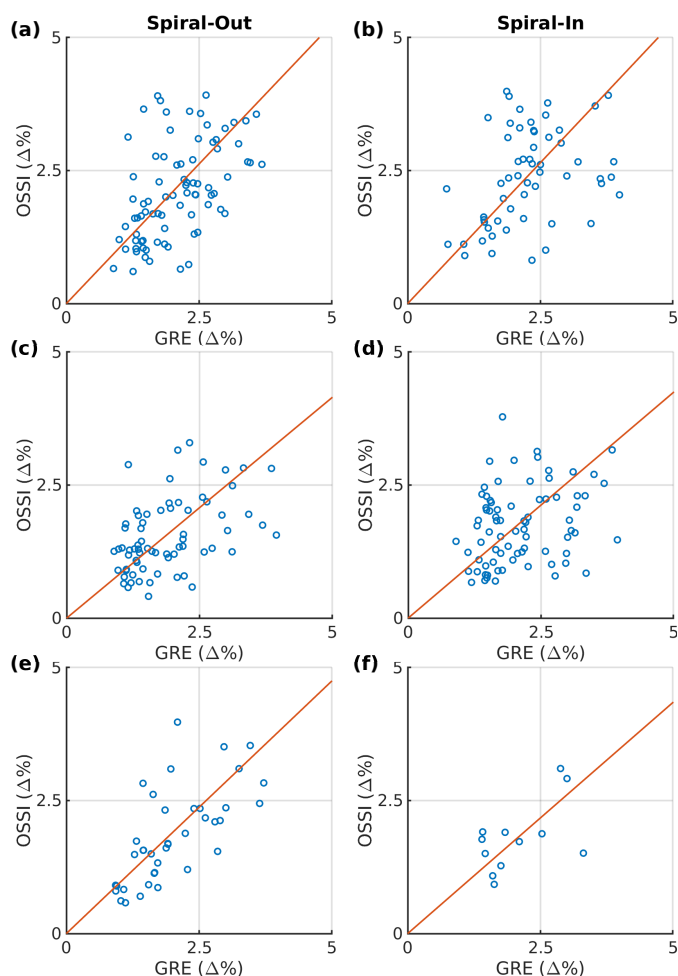 Spiral-Out Spiral-In
(a) (b)
5 5
OSSI (Δ%) OSSI (Δ%)
2.5 2.5
0 0
0 2.5 5 0 2.5 5
GRE (Δ%) GRE (Δ%)
(c) (d)
5 5
OSSI (Δ%) OSSI (Δ%)
2.5 2.5
0 0
0 2.5 5 0 2.5 5
GRE (Δ%) GRE (Δ%)
(e) (f)
5 5
OSSI (Δ%) OSSI (Δ%)
2.5 2.5
0 0
0 2.5 5 0 2.5 5
GRE (Δ%) GRE (Δ%)